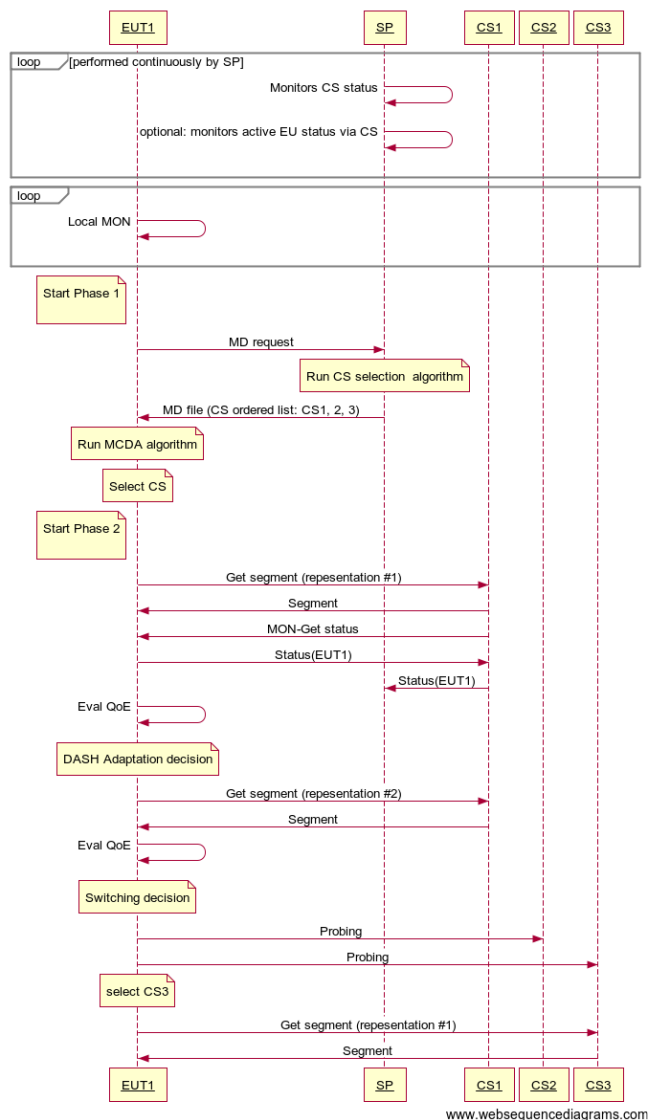 EUT1 SP CS1 CS2 CS3
loop [performed continuously by SP]
Monitors CS status
optional: monitors active EU status via CS
loop
Local MON
Start Phase 1
MD request
Run CS selection algorithm
MD file (CS ordered list: CS1, 2, 3)
Run MCDA algorithm
Select CS
Start Phase 2
Get segment (repesentation #1)
Segment
MON-Get status
Status(EUT1)
Status(EUT1)
Eval QoE
DASH Adaptation decision
Get segment (repesentation #2)
Segment
Eval QoE
Switching decision
Probing
Probing
select CS3
Get segment (repesentation #1)
Segment
EUT1 SP CS1 CS2 CS3
www.websequencediagrams.com